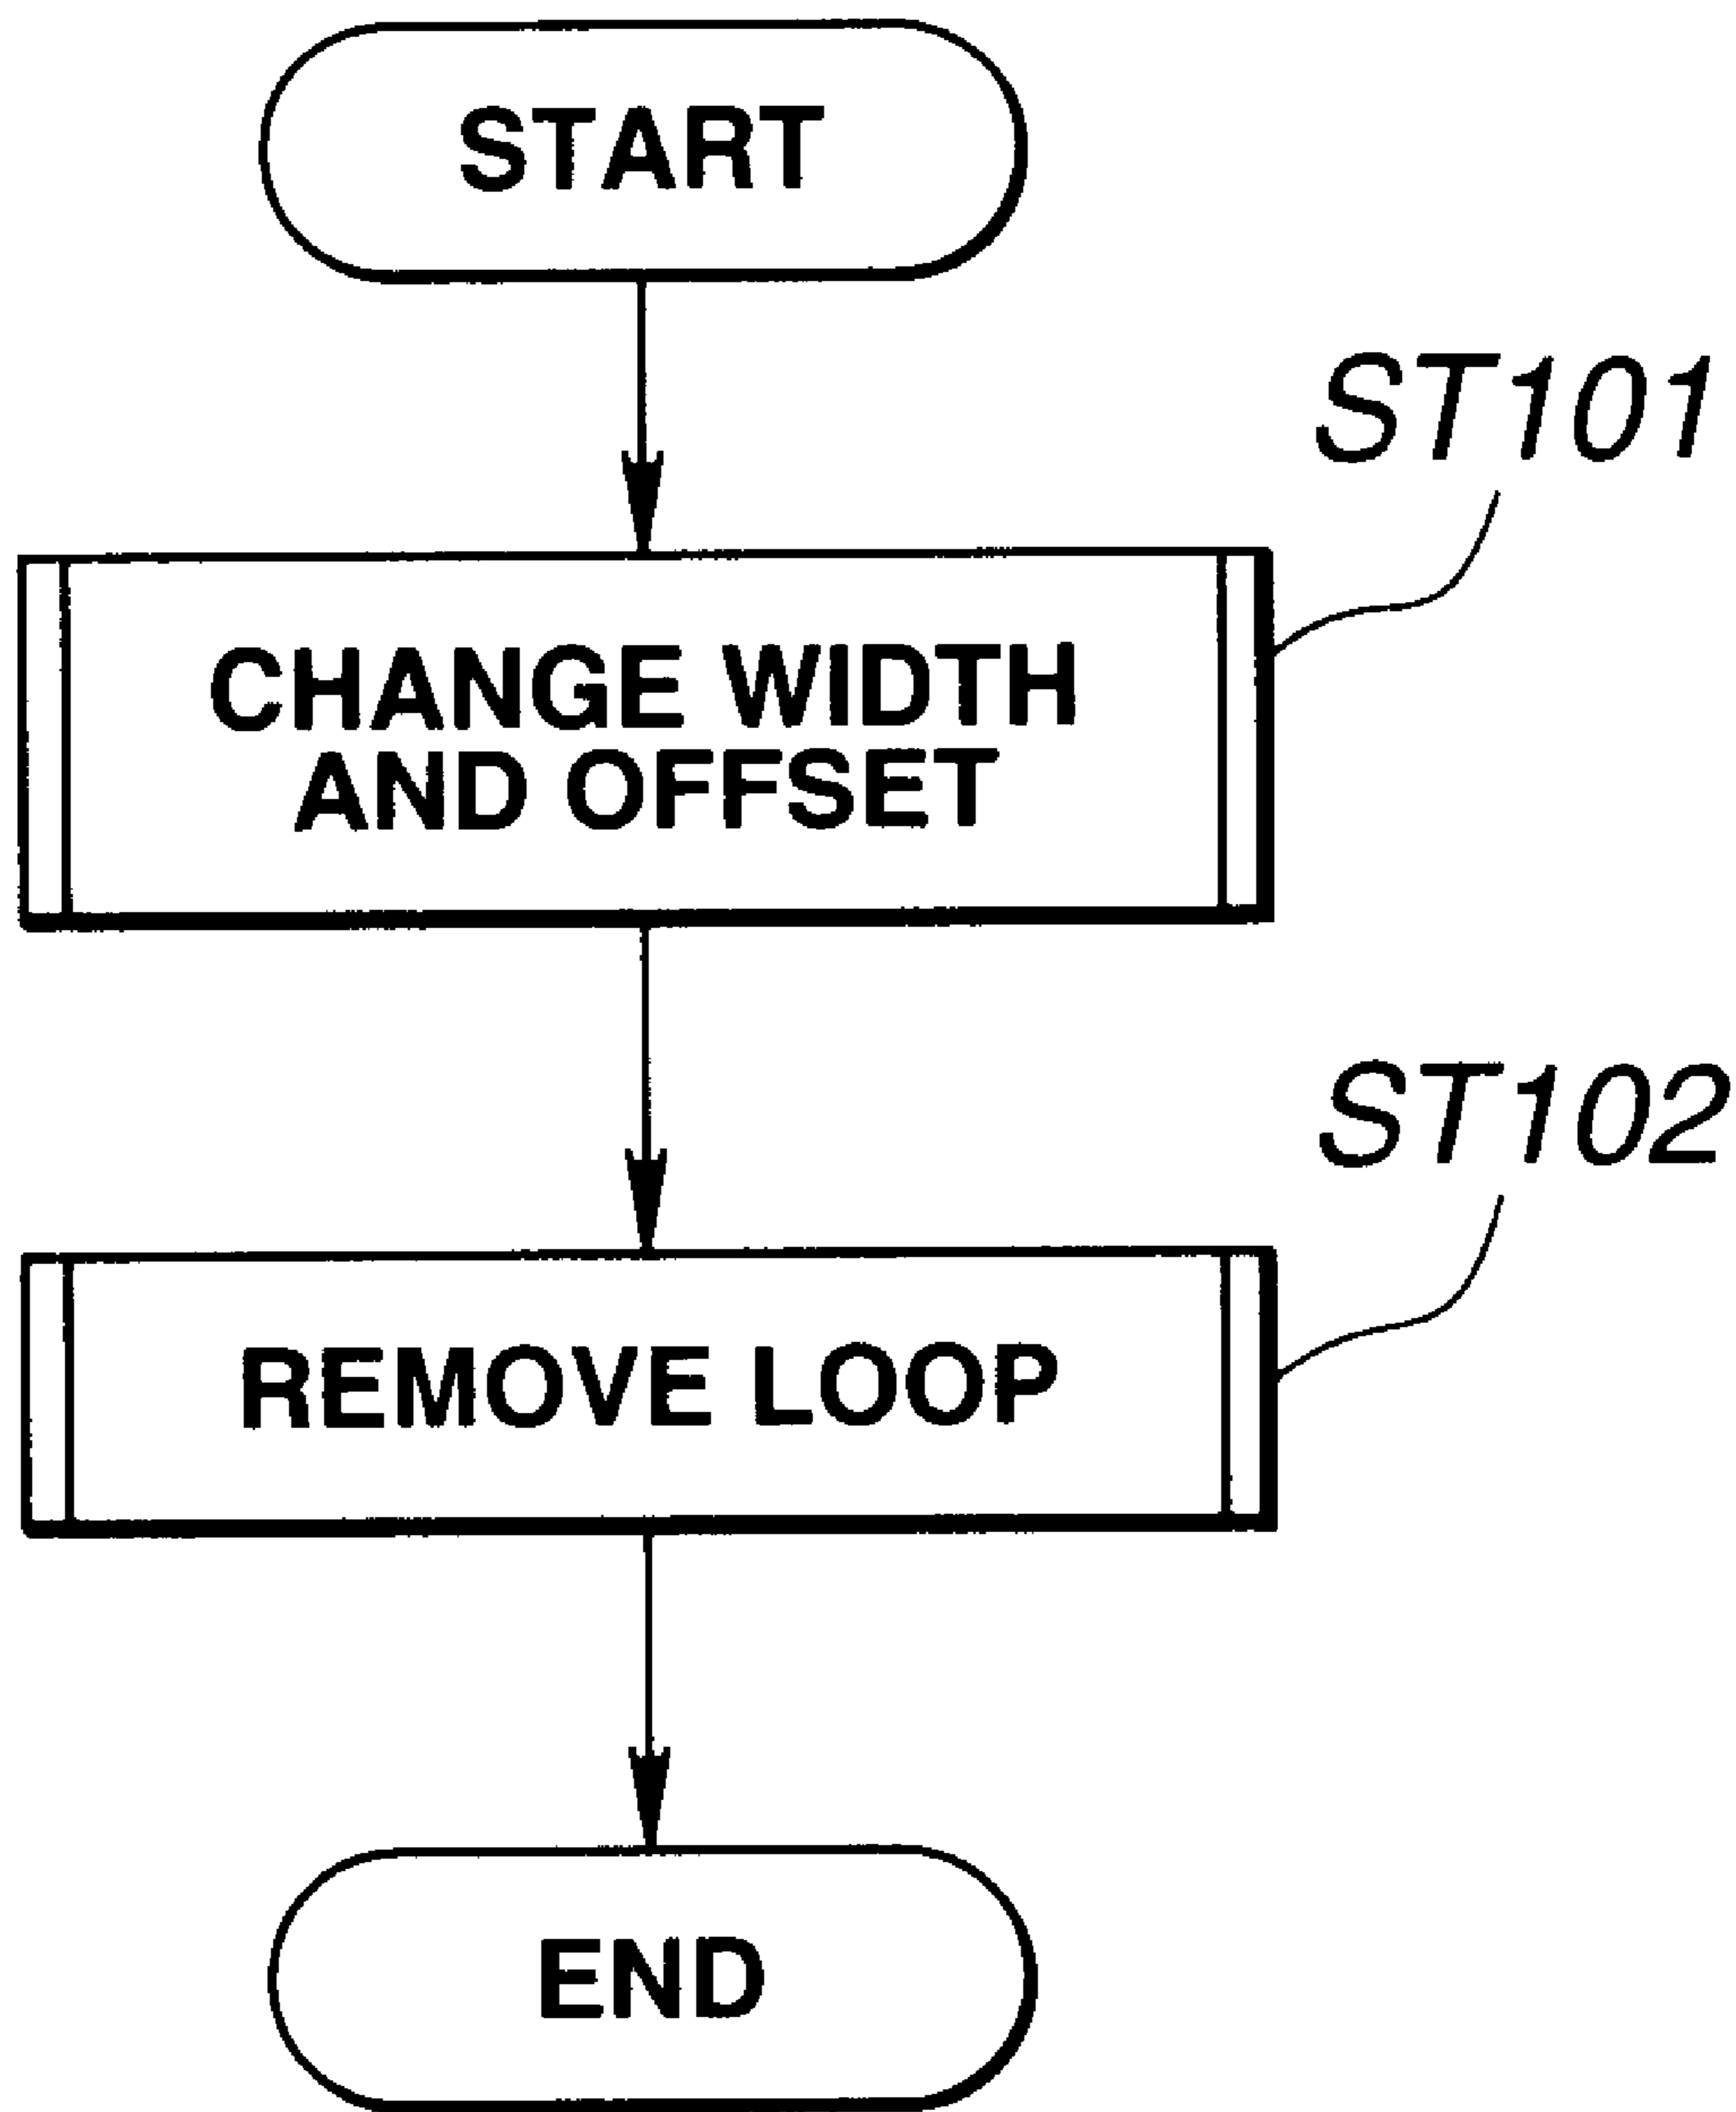 START
ST101
CHANGE WIDTH
AND OFFSET
ST102
REMOVE LOOP
END